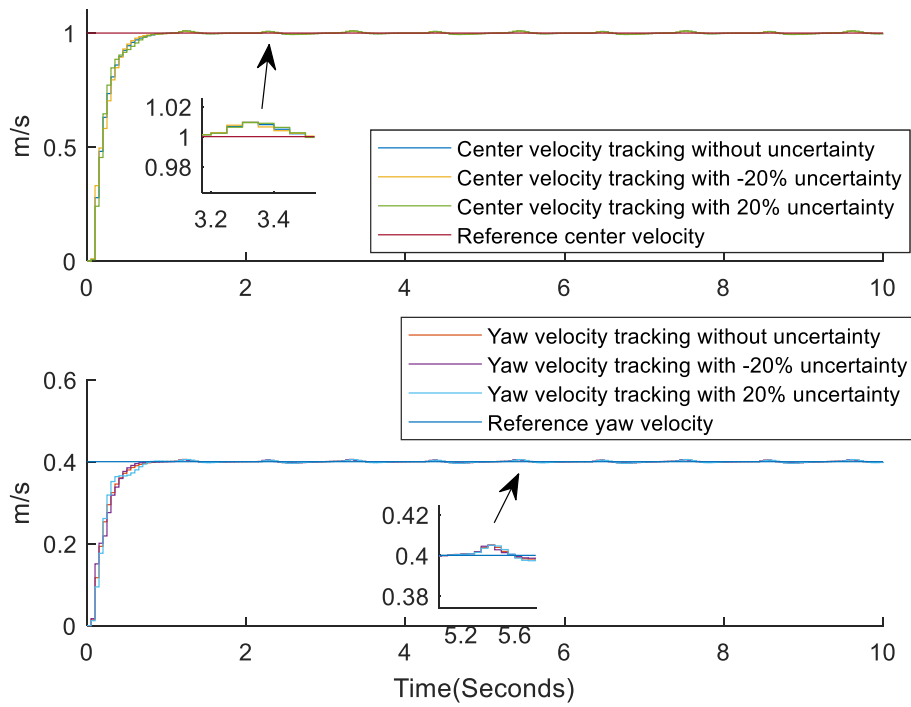 1
m/s
0.5
0
1.02
1
0.98
3.2 3.4
Center velocity tracking without uncertainty
Center velocity tracking with -20% uncertainty
Center velocity tracking with 20% uncertainty
Reference center velocity
0 2 4 6 8 10
Yaw velocity tracking without uncertainty
Yaw velocity tracking with -20% uncertainty
Yaw velocity tracking with 20% uncertainty
Reference yaw velocity
0.6
0.4
m/s
0.2
0
0.42
0.4
0.38
5.2 5.6
0 2 4 6 8 10
Time(Seconds)